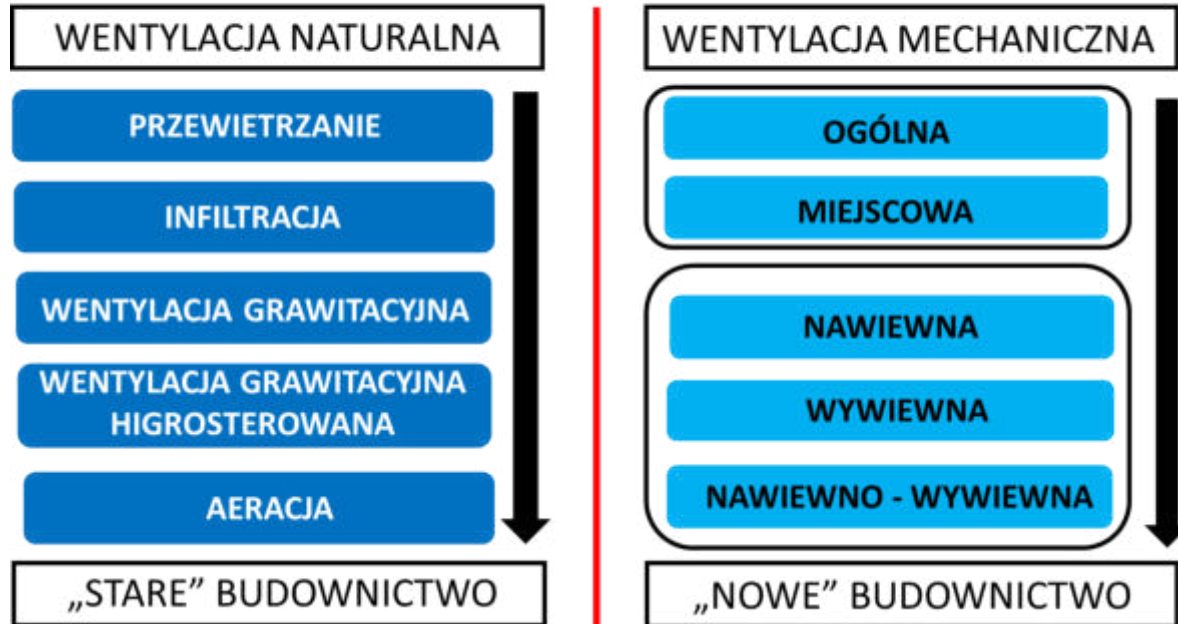 WENTYLACJA NATURALNA
PRZEWIETRZANIE
INFILTRACJA
WENTYLACJA GRAWITACYJNA
WENTYLACJA GRAWITACYJNA
HIGROSTEROWANA
AERACJA
„STARE” BUDOWNICTWO
WENTYLACJA MECHANICZNA
OGÓLNA
MIEJSCOWA
NAWIEWNA
WYWIEWNA
NAWIEWNO - WYWIEWNA
„NOWE” BUDOWNICTWO